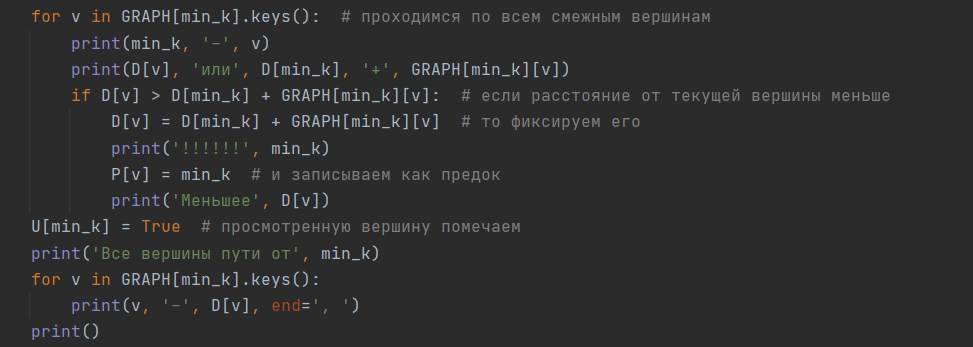 for v in GRAPH[min_k].keys():  # проходимся по всем смежным вершинам
    print(min_k, '-', v)
    print(D[v], 'или', D[min_k], '+', GRAPH[min_k][v])
    if D[v] > D[min_k] + GRAPH[min_k][v]:  # если расстояние от текущей вершины меньше
        D[v] = D[min_k] + GRAPH[min_k][v]  # то фиксируем его
        print('!!!!!!', min_k)
        P[v] = min_k  # и записываем как предок
        print('Меньшее', D[v])
U[min_k] = True  # просмотренную вершину помечаем
print('Все вершины пути от', min_k)
for v in GRAPH[min_k].keys():
    print(v, '-', D[v], end=', ')
print()